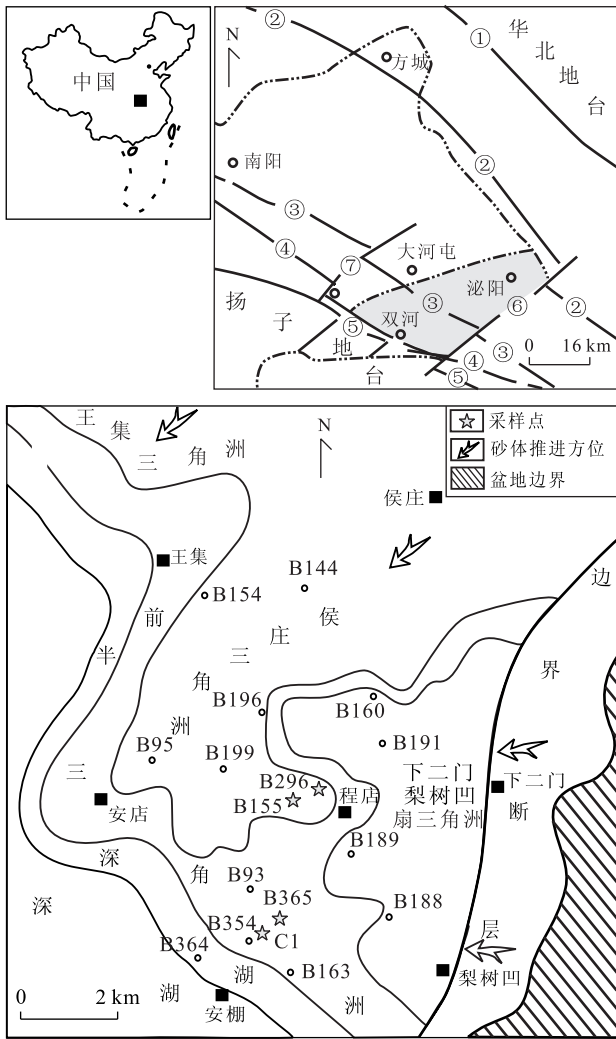 中国
N
②
①
华北地台
方城
南阳
②
③
④
大河屯
⑦
泌阳
扬子地台
③
⑥
②
⑤
双河
0 16 km
④
③
⑤
王集三角洲
N
采样点
砂体推进方位
盆地边界
侯庄
王集
B144
B154
侯庄三角洲
边界断层
半深湖
前三角洲
B196
B160
B95
B199
B191
下二门
梨树凹
扇三角洲
下二门
B296
B155
程店
安店
B189
B93
B365
B188
B354
C1
B364
B163
梨树凹
深湖
安棚
0 2 km